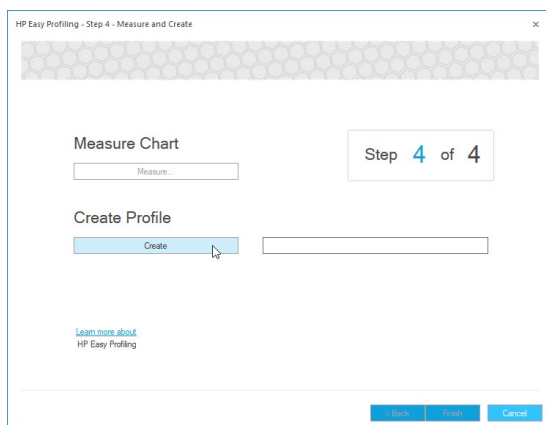 HP Easy Profiling - Step 4 - Measure and Create
Measure Chart
Step 4 of 4
Measure...
Create Profile
Create
Learn more about
HP Easy Profiling
< Back Finish Cancel